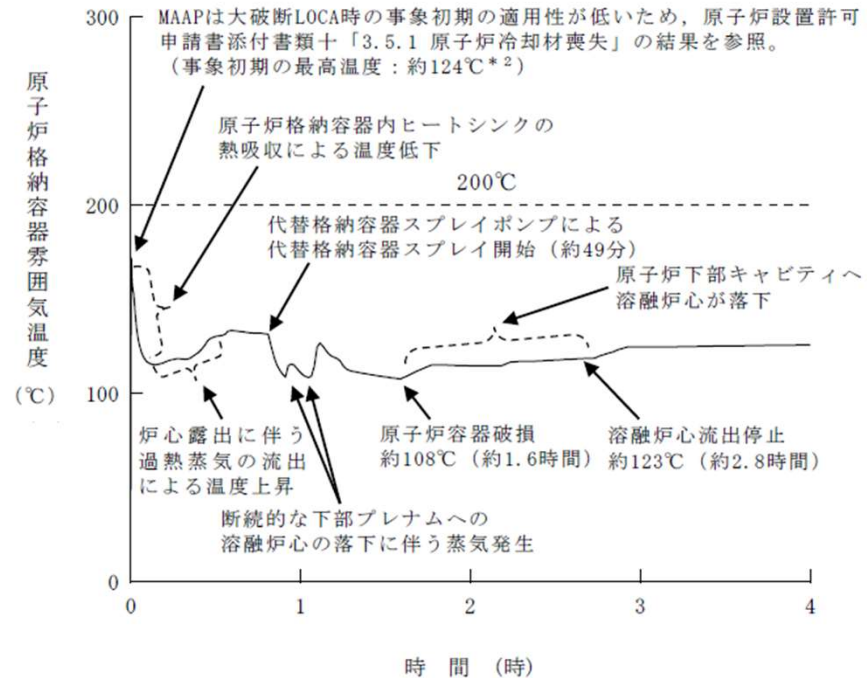 MAAPは大破断LOCA時の事象初期の適用性が低いため，原子炉設置許可
申請書添付書類十「3.5.1 原子炉冷却材喪失」の結果を参照。
（事象初期の最高温度：約124℃*2）
原子炉格納容器内ヒートシンクの
熱吸収による温度低下
200℃
代替格納容器スプレイポンプによる
代替格納容器スプレイ開始（約49分）
原子炉下部キャビティへ
溶融炉心が落下
炉心露出に伴う
過熱蒸気の流出
による温度上昇
原子炉容器破損
約108℃（約1.6時間）
溶融炉心流出停止
約123℃（約2.8時間）
断続的な下部プレナムへの
溶融炉心の落下に伴う蒸気発生
原子炉格納容器雰囲気温度
(℃)
300
200
100
0
0 1 2 3 4
時 間 (時)